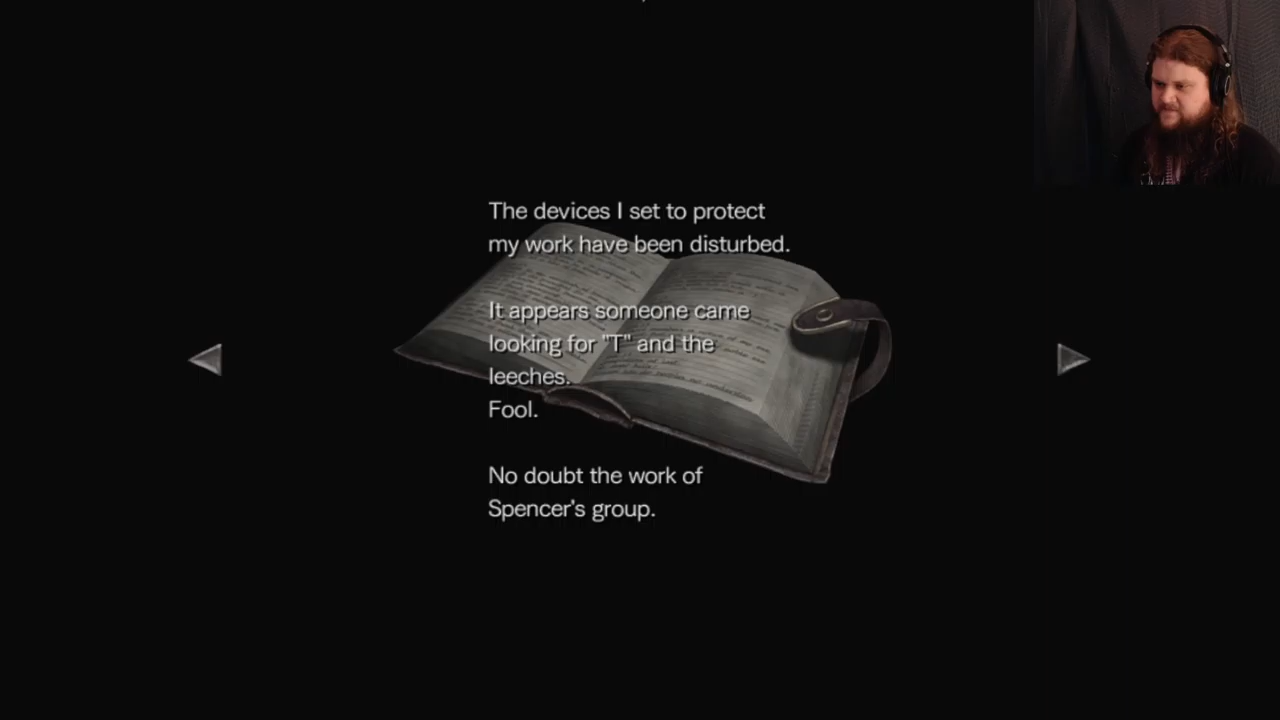 The devices I set to protect
my work have been disturbed.
It appears someone came
looking for "T" and the
leeches.
Fool.
No doubt the work of
Spencer's group.